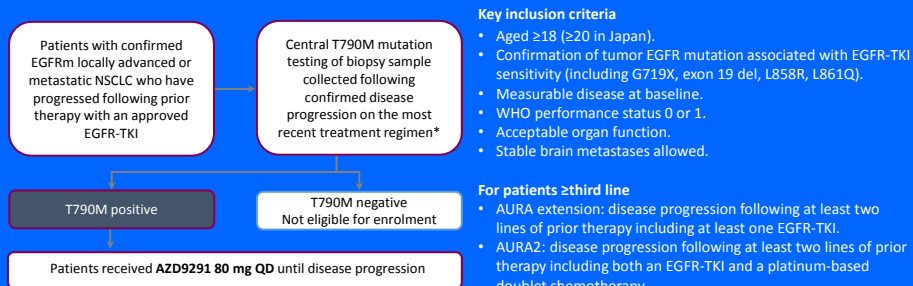 Patients with confirmed
EGFRm locally advanced or
metastatic NSCLC who have
progressed following prior
therapy with an approved
EGFR-TKI
Central T790M mutation
testing of biopsy sample
collected following
confirmed disease
progression on the most
recent treatment regimen*
T790M positive
T790M negative
Not eligible for enrolment
Patients received AZD9291 80 mg QD until disease progression
Key inclusion criteria
• Aged ≥18 (≥20 in Japan).
• Confirmation of tumor EGFR mutation associated with EGFR-TKI
sensitivity (including G719X, exon 19 del, L858R, L861Q).
• Measurable disease at baseline.
• WHO performance status 0 or 1.
• Acceptable organ function.
• Stable brain metastases allowed.
For patients ≥third line
• AURA extension: disease progression following at least two
lines of prior therapy including at least one EGFR-TKI.
• AURA2: disease progression following at least two lines of prior
therapy including both an EGFR-TKI and a platinum-based
doublet chemotherapy.